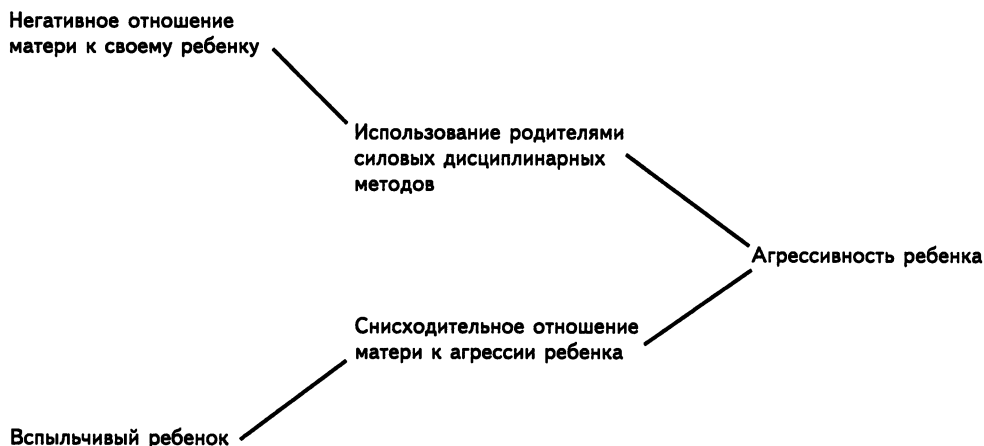 Негативное отношение
матери к своему ребенку
Использование родителями
силовых дисциплинарных
методов
Агрессивность ребенка
Снисходительное отношение
матери к агрессии ребенка
Вспыльчивый ребенок